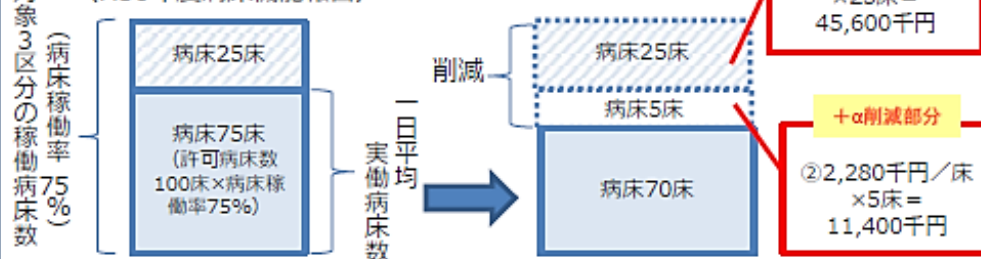 対象3区分の稼働病床数
（病床稼働率 75%）
病床25床
病床75床
（許可病床数
100床×病床稼
働率75%）
一日平均
実働病床数
削減
病床25床
病床5床
病床70床
45,600千円
＋α削減部分
②2,280千円／床
×5床＝
11,400千円